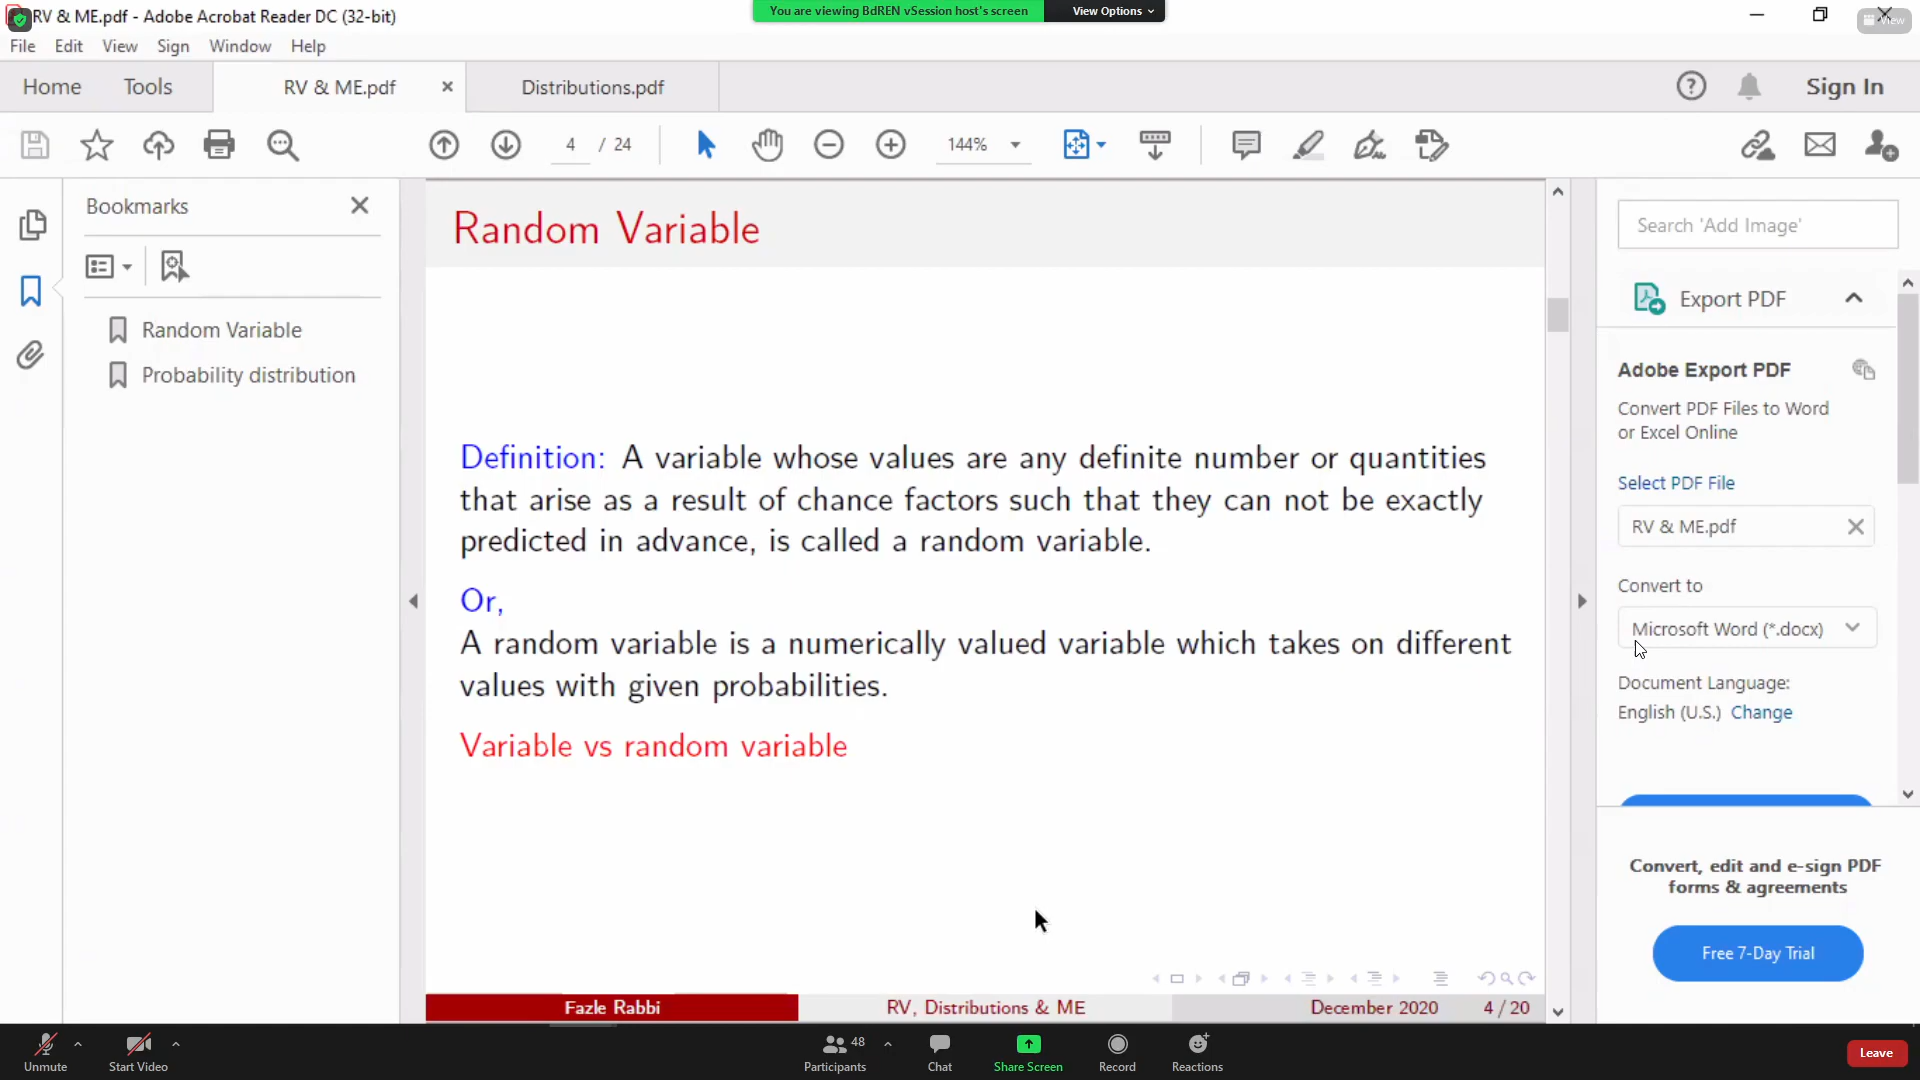 RV & ME.pdf - Adobe Acrobat Reader DC (32-bit)
You are viewing BdREN vSession host's screen
View Options
View
File Edit View Sign Window Help
Home Tools RV & ME.pdf Distributions.pdf Sign In
4 / 24 144%
Bookmarks
Random Variable
Probability distribution
Random Variable
Definition: A variable whose values are any definite number or quantities
that arise as a result of chance factors such that they can not be exactly
predicted in advance, is called a random variable.
Or,
A random variable is a numerically valued variable which takes on different
values with given probabilities.
Variable vs random variable
Fazle Rabbi RV, Distributions & ME December 2020 4 / 20
Search 'Add Image'
Export PDF
Adobe Export PDF
Convert PDF Files to Word
or Excel Online
Select PDF File
RV & ME.pdf
Convert to
Microsoft Word (*.docx)
Document Language:
English (U.S.) Change
Convert, edit and e-sign PDF
forms & agreements
Free 7-Day Trial
Unmute Start Video Participants 48 Chat Share Screen Record Reactions Leave